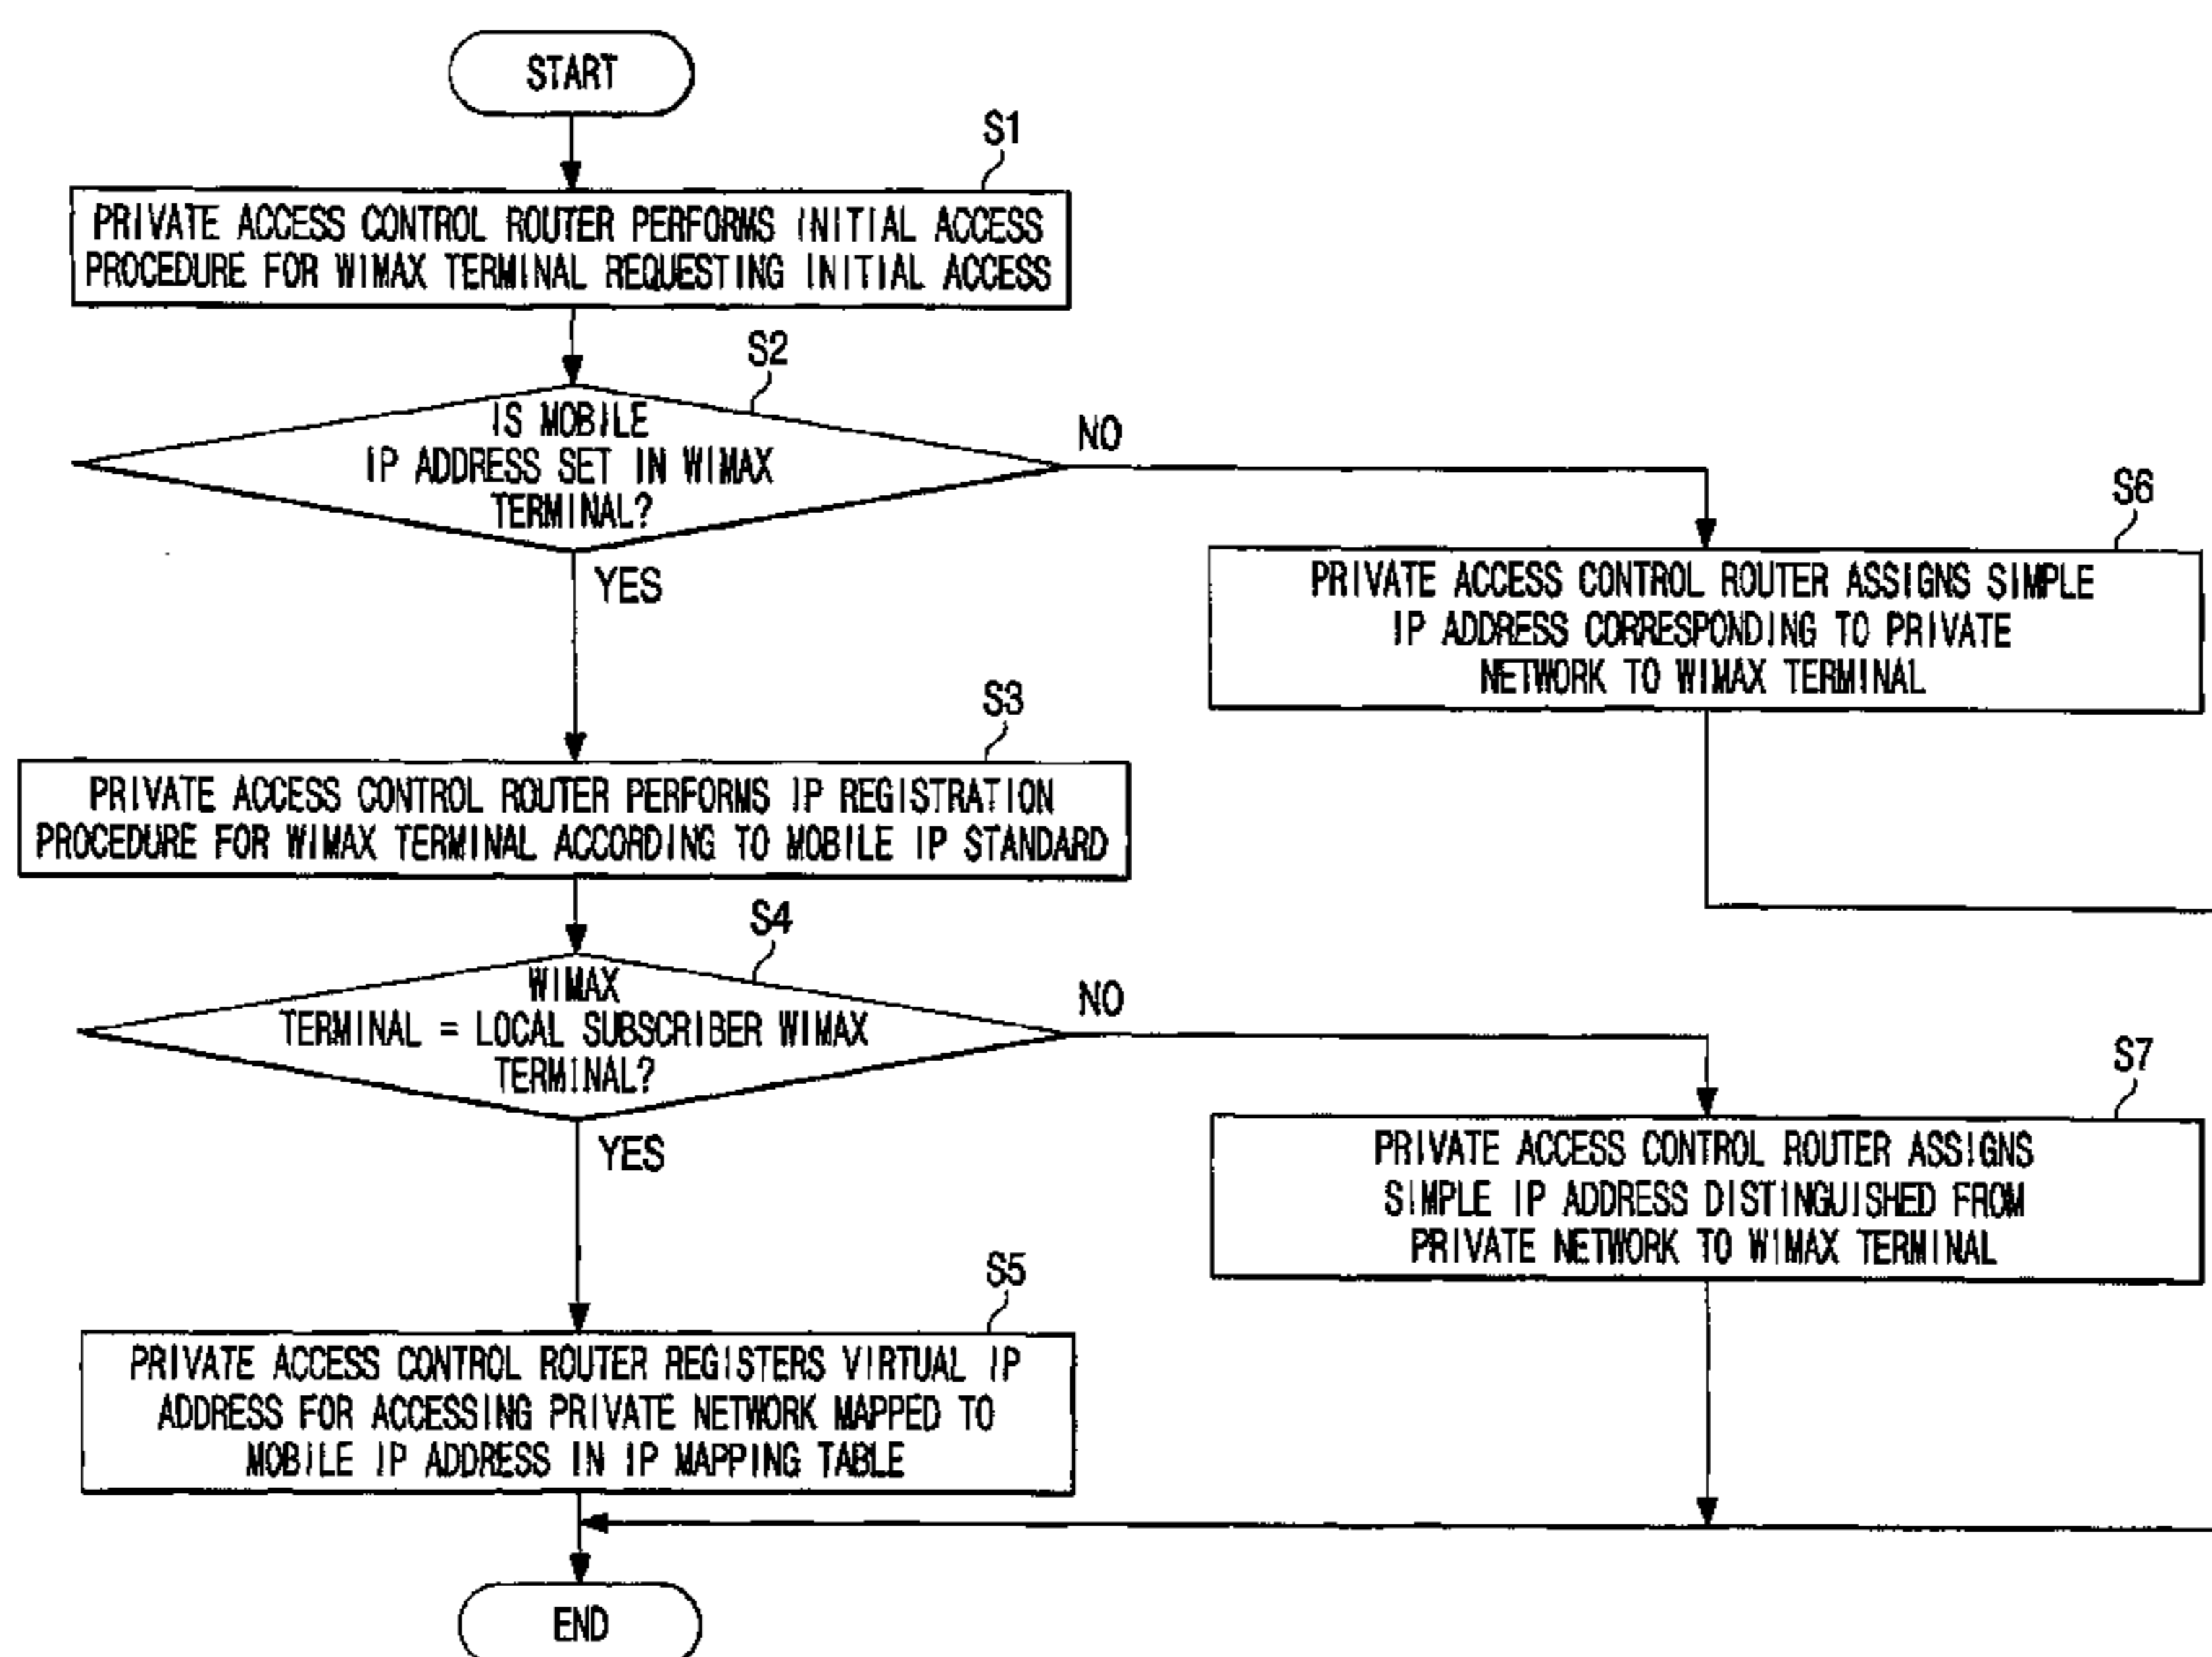 START
S1
PRIVATE ACCESS CONTROL ROUTER PERFORMS INITIAL ACCESS
PROCEDURE FOR WIMAX TERMINAL REQUESTING INITIAL ACCESS
S2
IS MOBILE
IP ADDRESS SET IN WIMAX
TERMINAL?
NO
YES
S6
PRIVATE ACCESS CONTROL ROUTER ASSIGNS SIMPLE
IP ADDRESS CORRESPONDING TO PRIVATE
NETWORK TO WIMAX TERMINAL
S3
PRIVATE ACCESS CONTROL ROUTER PERFORMS IP REGISTRATION
PROCEDURE FOR WIMAX TERMINAL ACCORDING TO MOBILE IP STANDARD
S4
WIMAX
TERMINAL = LOCAL SUBSCRIBER WIMAX
TERMINAL?
NO
YES
S7
PRIVATE ACCESS CONTROL ROUTER ASSIGNS
SIMPLE IP ADDRESS DISTINGUISHED FROM
PRIVATE NETWORK TO WIMAX TERMINAL
S5
PRIVATE ACCESS CONTROL ROUTER REGISTERS VIRTUAL IP
ADDRESS FOR ACCESSING PRIVATE NETWORK MAPPED TO
MOBILE IP ADDRESS IN IP MAPPING TABLE
END